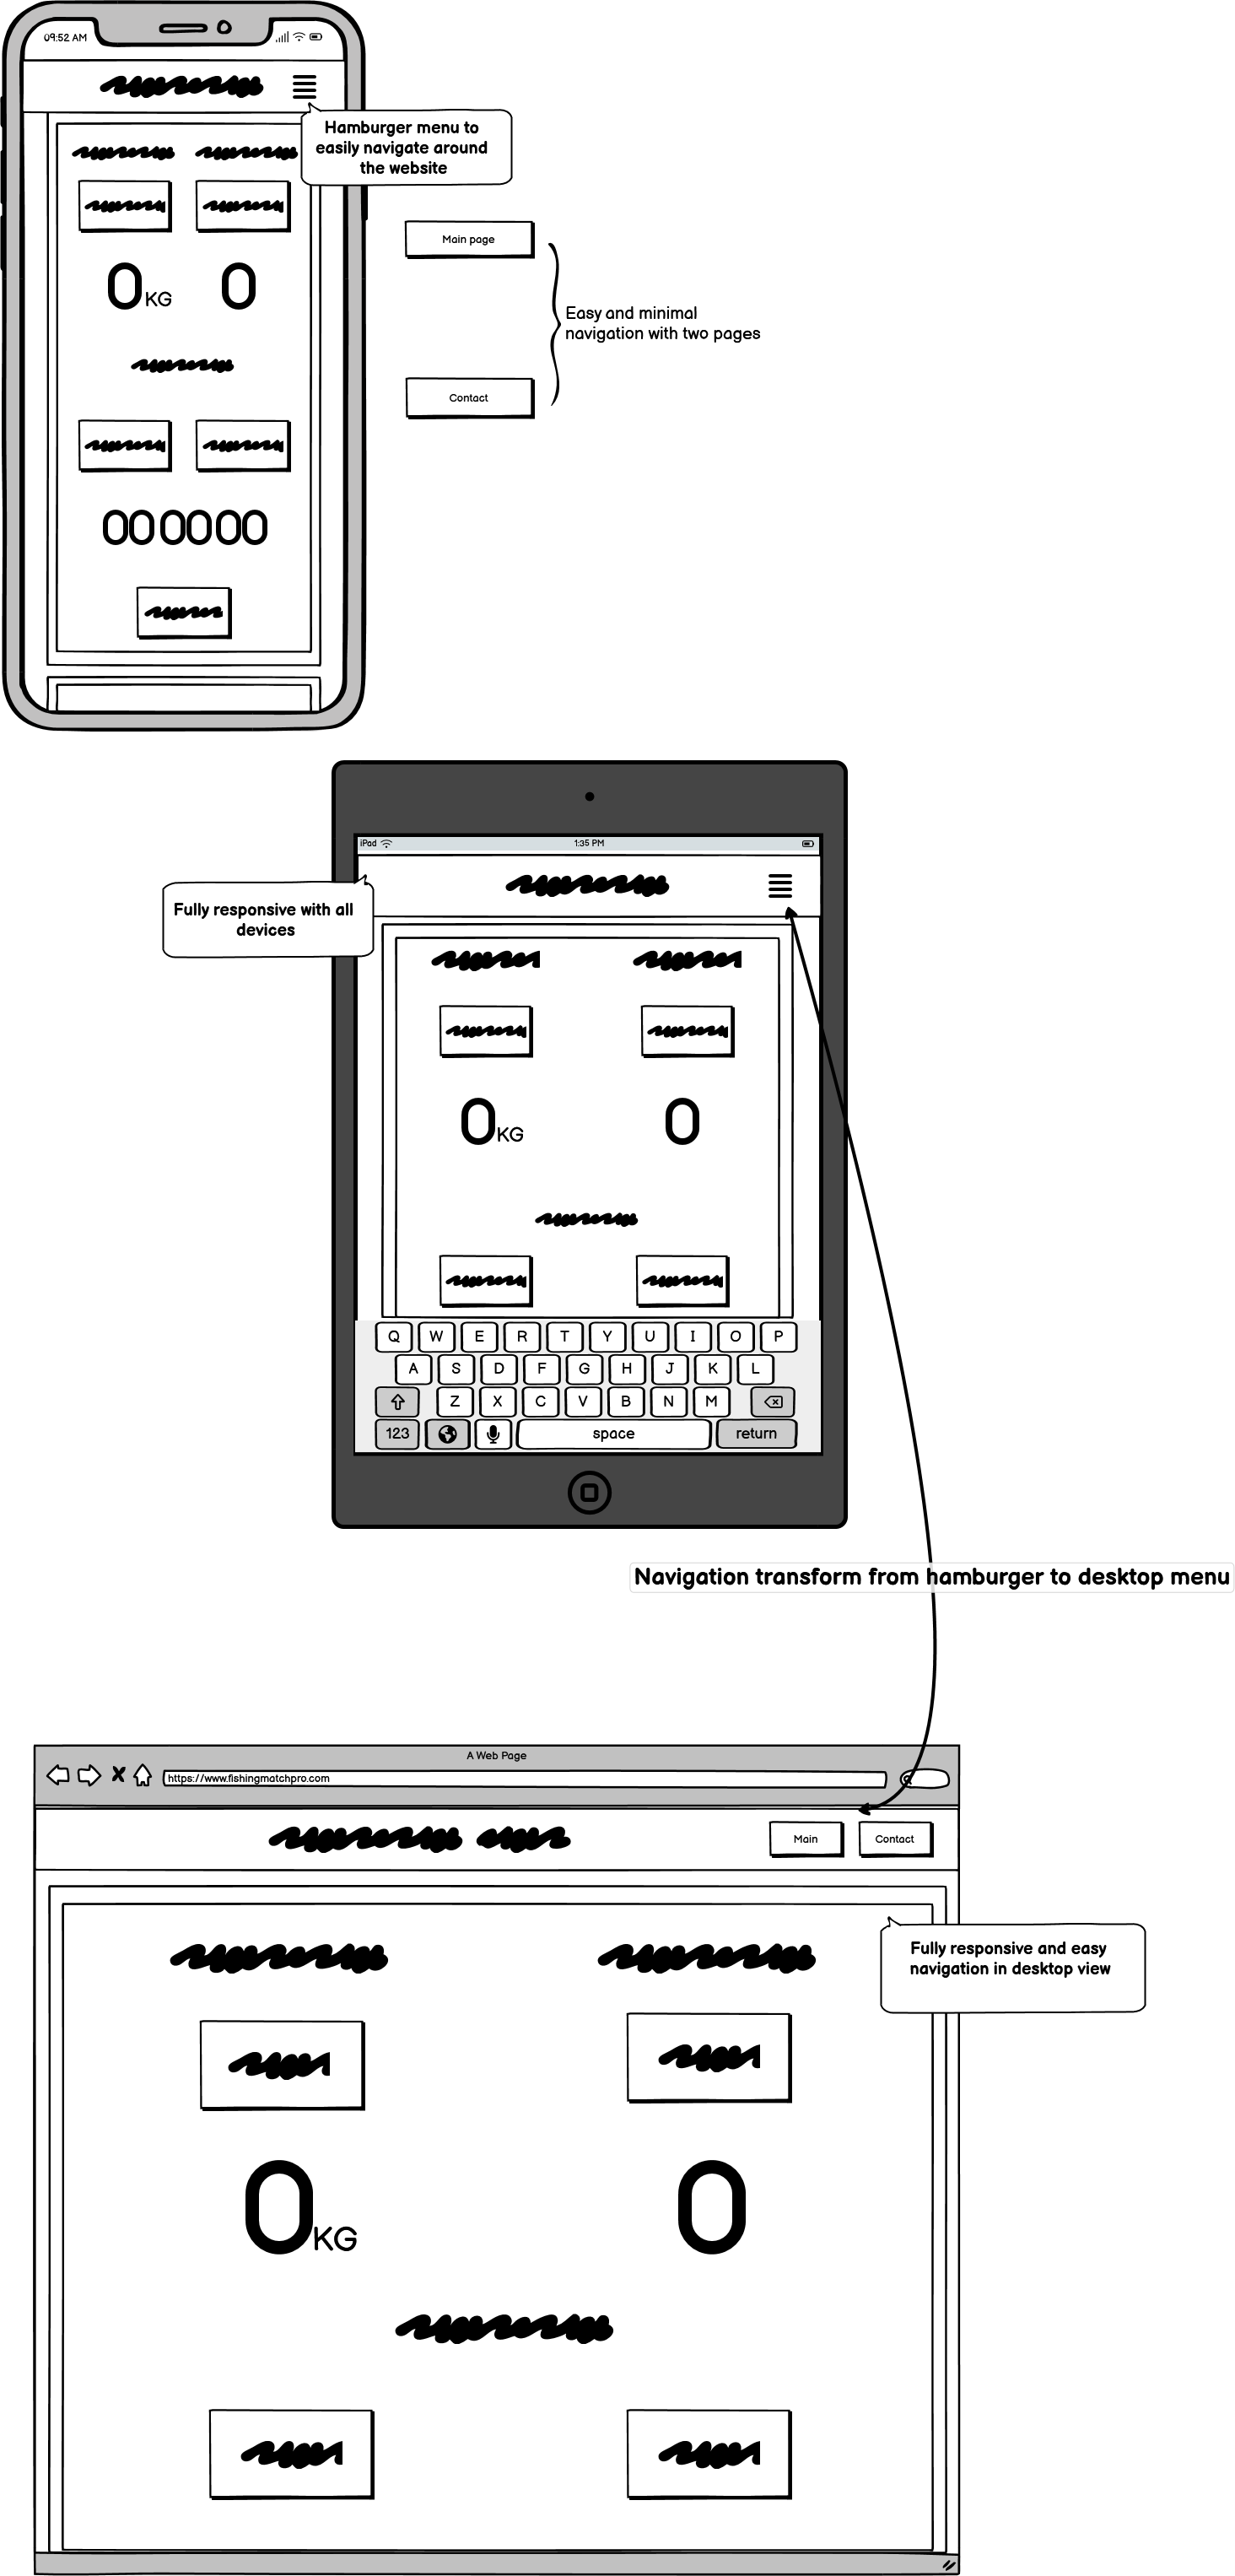 09:52 AM
Hamburger menu to
easily navigate around
the website
0KG 0
Main page
Easy and minimal
navigation with two pages
Contact
00 00 00
iPad
1:35 PM
Fully responsive with all
devices
0KG 0
Q W E R T Y U I O P
A S D F G H J K L
Z X C V B N M
123 space return
Navigation transform from hamburger to desktop menu
A Web Page
https://www.fishingmatchpro.com
Main Contact
Fully responsive and easy
navigation in desktop view
0KG 0